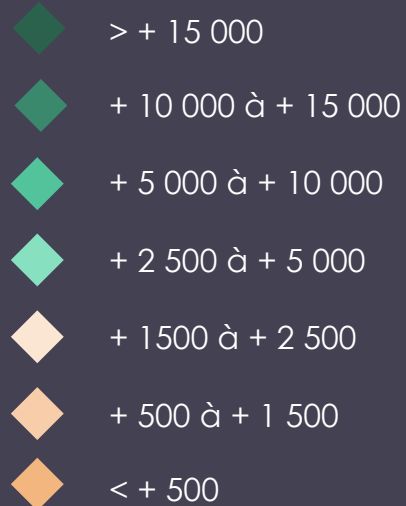 > + 15 000
+ 10 000 à + 15 000
+ 5 000 à + 10 000
+ 2 500 à + 5 000
+ 1500 à + 2 500
+ 500 à + 1 500
< + 500